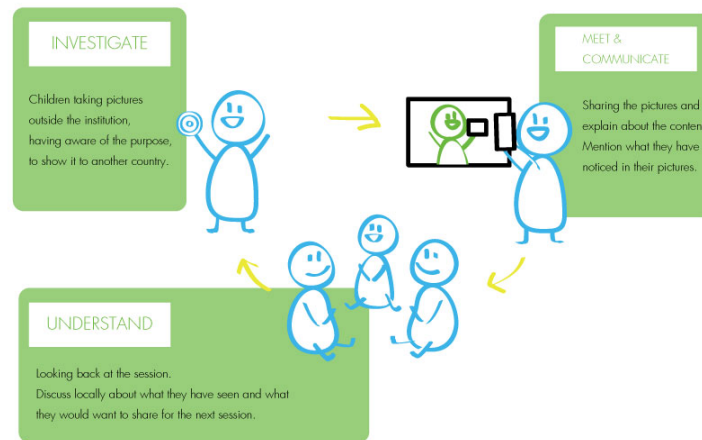 INVESTIGATE
Children taking pictures
outside the institution,
having aware of the purpose,
to show it to another country.
MEET &
COMMUNICATE
Sharing the pictures and
explain about the conten
Mention what they have
noticed in their pictures.
UNDERSTAND
Looking back at the session.
Discuss locally about what they have seen and what
they would want to share for the next session.